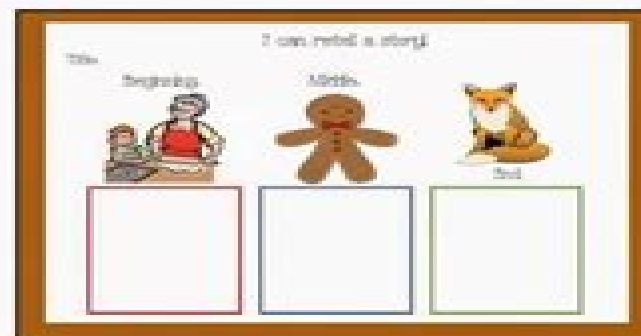 I can retell a story!
Title:
Beginning
Middle
End